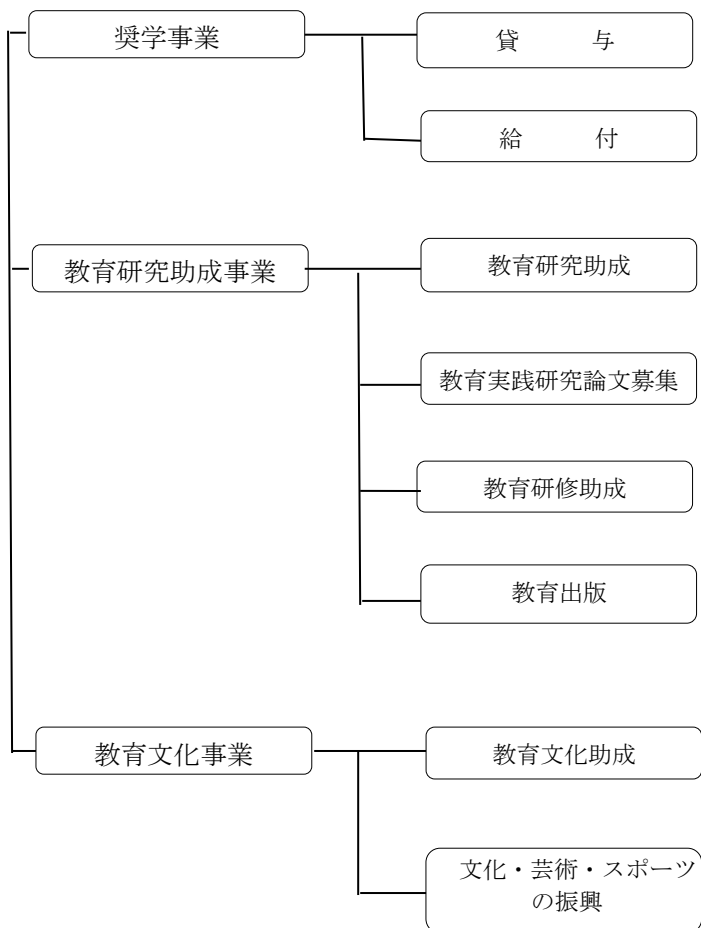 奨学事業
貸　　与
給　　付
教育研究助成事業
教育研究助成
教育実践研究論文募集
教育研修助成
教育出版
教育文化事業
教育文化助成
文化・芸術・スポーツ
の振興